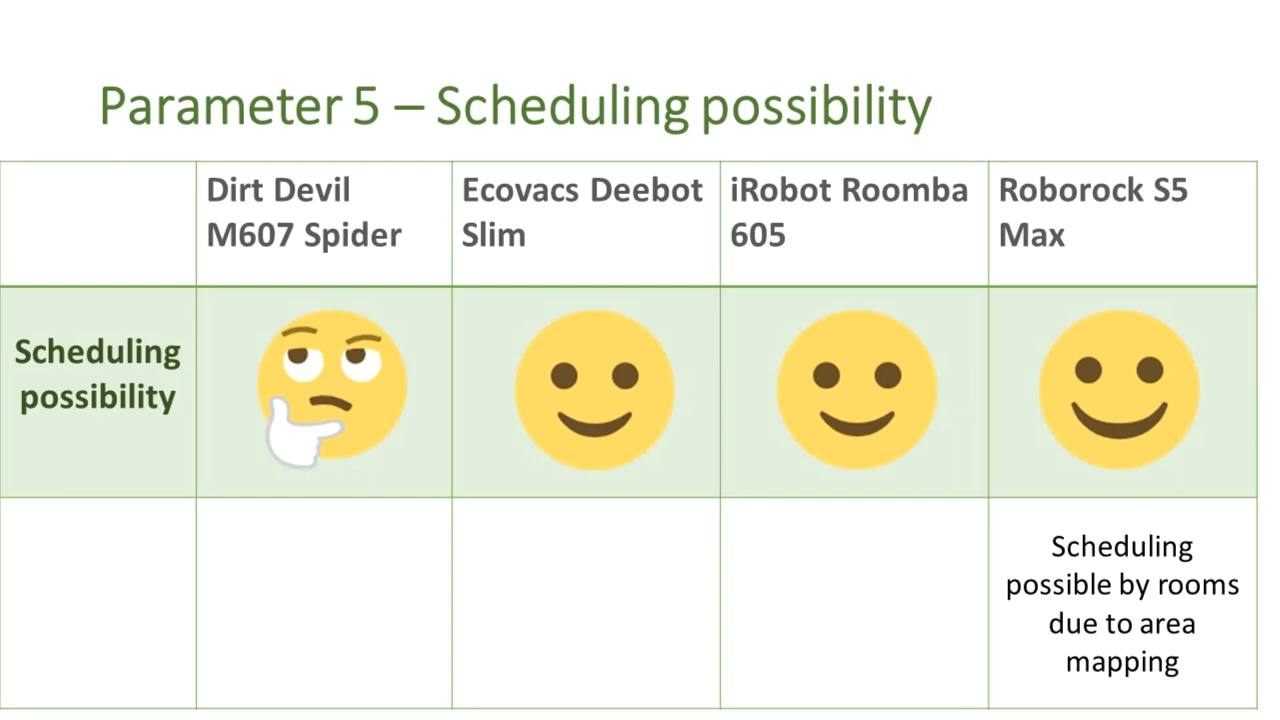 Parameter 5 – Scheduling possibility
Dirt Devil
M607 Spider
Ecovacs Deebot
Slim
iRobot Roomba
605
Roborock S5
Max
Scheduling
possibility
Scheduling
possible by rooms
due to area
mapping